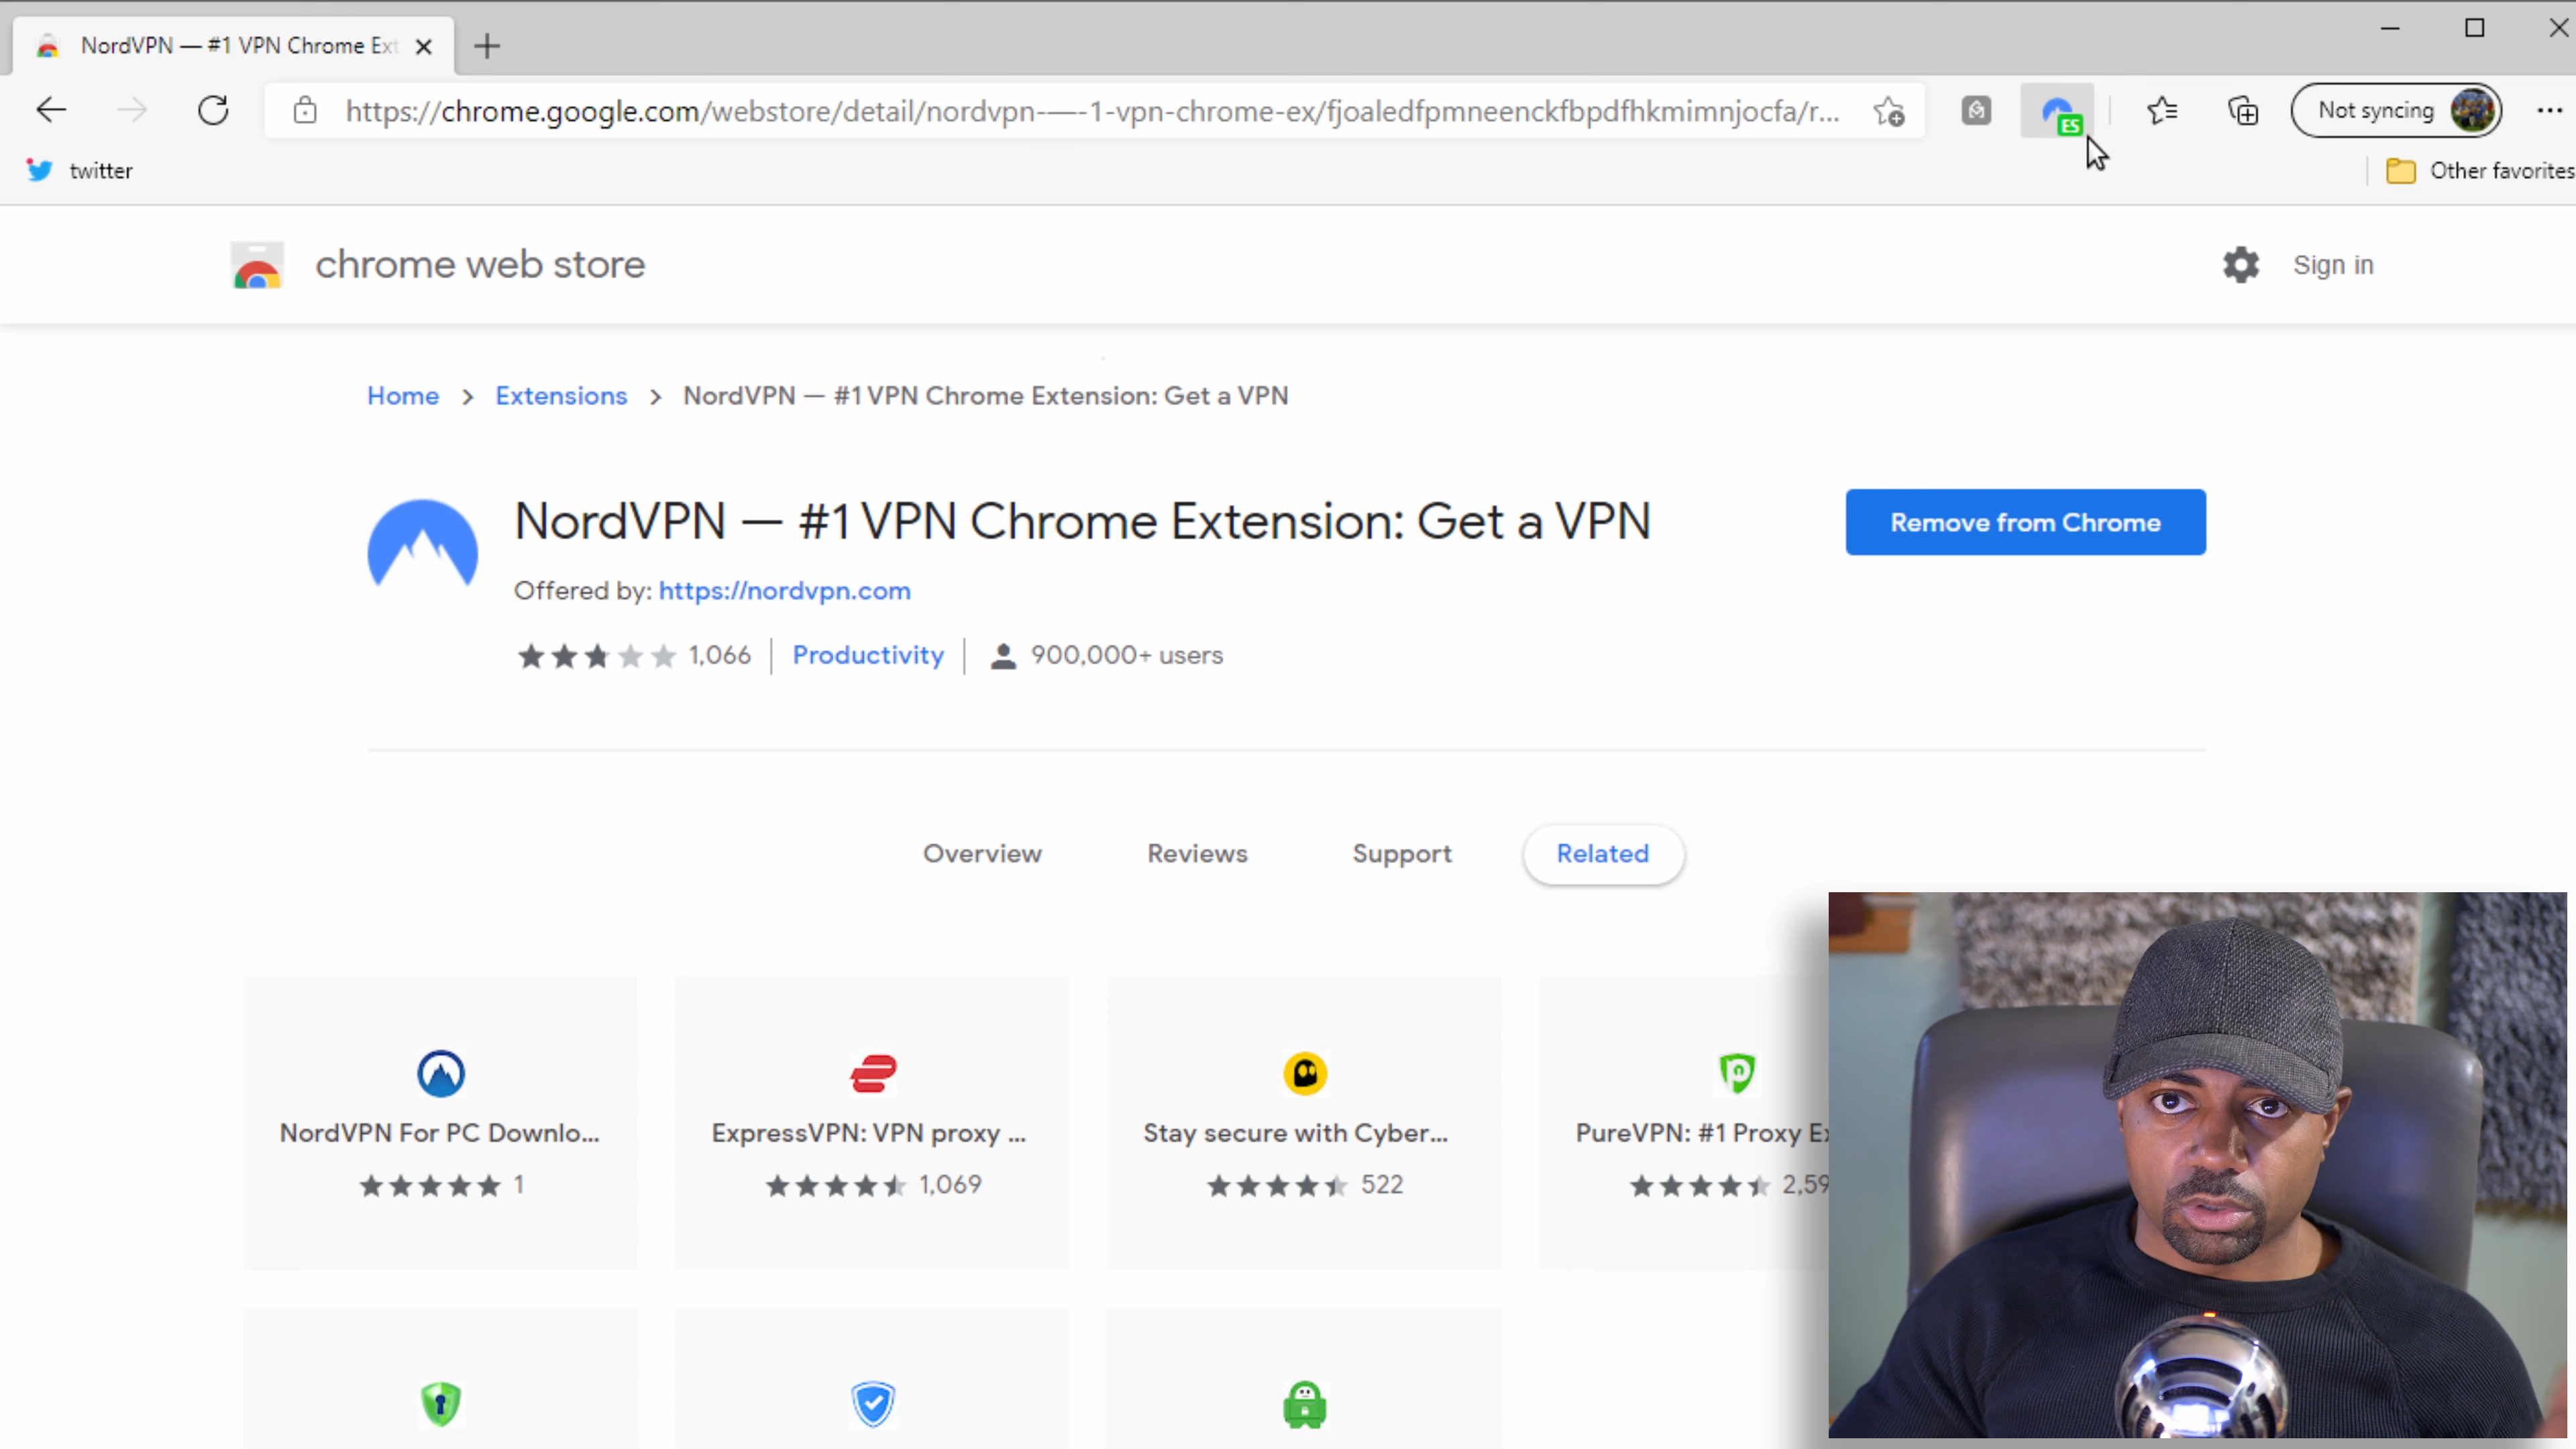 NordVPN — #1 VPN Chrome Ext
https://chrome.google.com/webstore/detail/nordvpn-—-1-vpn-chrome-ex/fjoaledfpmneenckfbpdfhkmimnjocfa/r...
ES
Not syncing
twitter
Other favorites
chrome web store
Sign in
Home > Extensions > NordVPN — #1 VPN Chrome Extension: Get a VPN
NordVPN — #1 VPN Chrome Extension: Get a VPN
Remove from Chrome
Offered by: https://nordvpn.com
1,066 | Productivity | 900,000+ users
Overview Reviews Support Related
NordVPN For PC Downlo... ExpressVPN: VPN proxy ... Stay secure with Cyber... PureVPN: #1 Proxy Ex
1 1,069 522 2,59